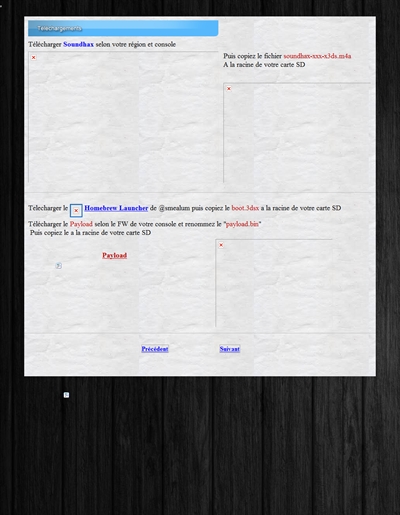 Téléchargements
Télécharger Soundhax selon votre région et console
Puis copiez le fichier soundhax-xxx-x3ds.m4a
A la racine de votre carte SD
Telecharger le Homebrew Launcher de @smealum puis copiez le boot.3dsx a la racine de votre carte SD
Télécharge le Payload selon le FW de votre console et renommez le "payload.bin"
Puis copiez le a la racine de votre carte SD
Payload
Précédent Suivant